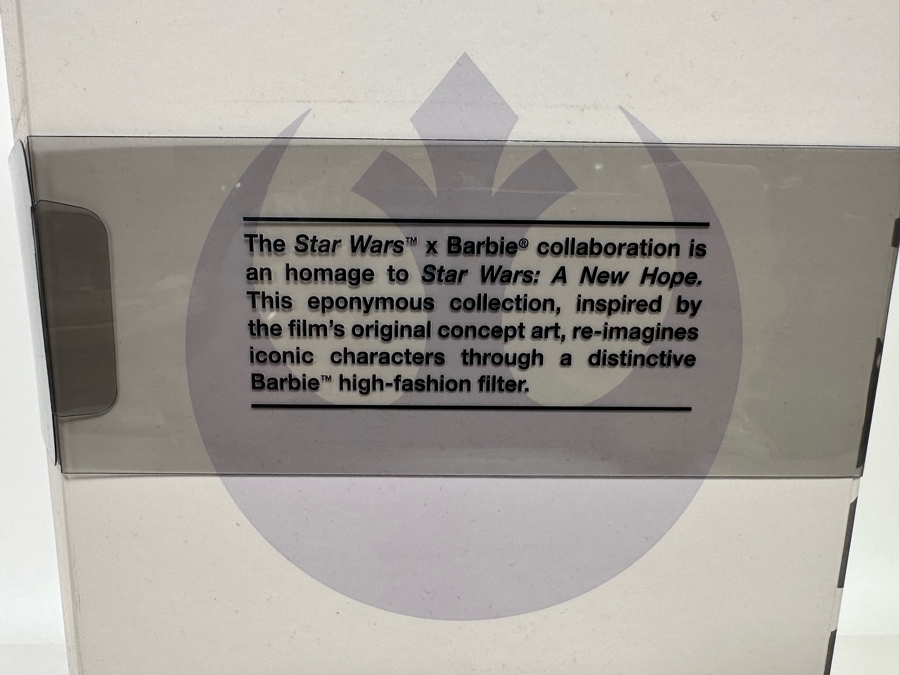 The Star Wars™ x Barbie® collaboration is
an homage to Star Wars: A New Hope.
This eponymous collection, inspired by
the film's original concept art, re-imagines
iconic characters through a distinctive
Barbie™ high-fashion filter.